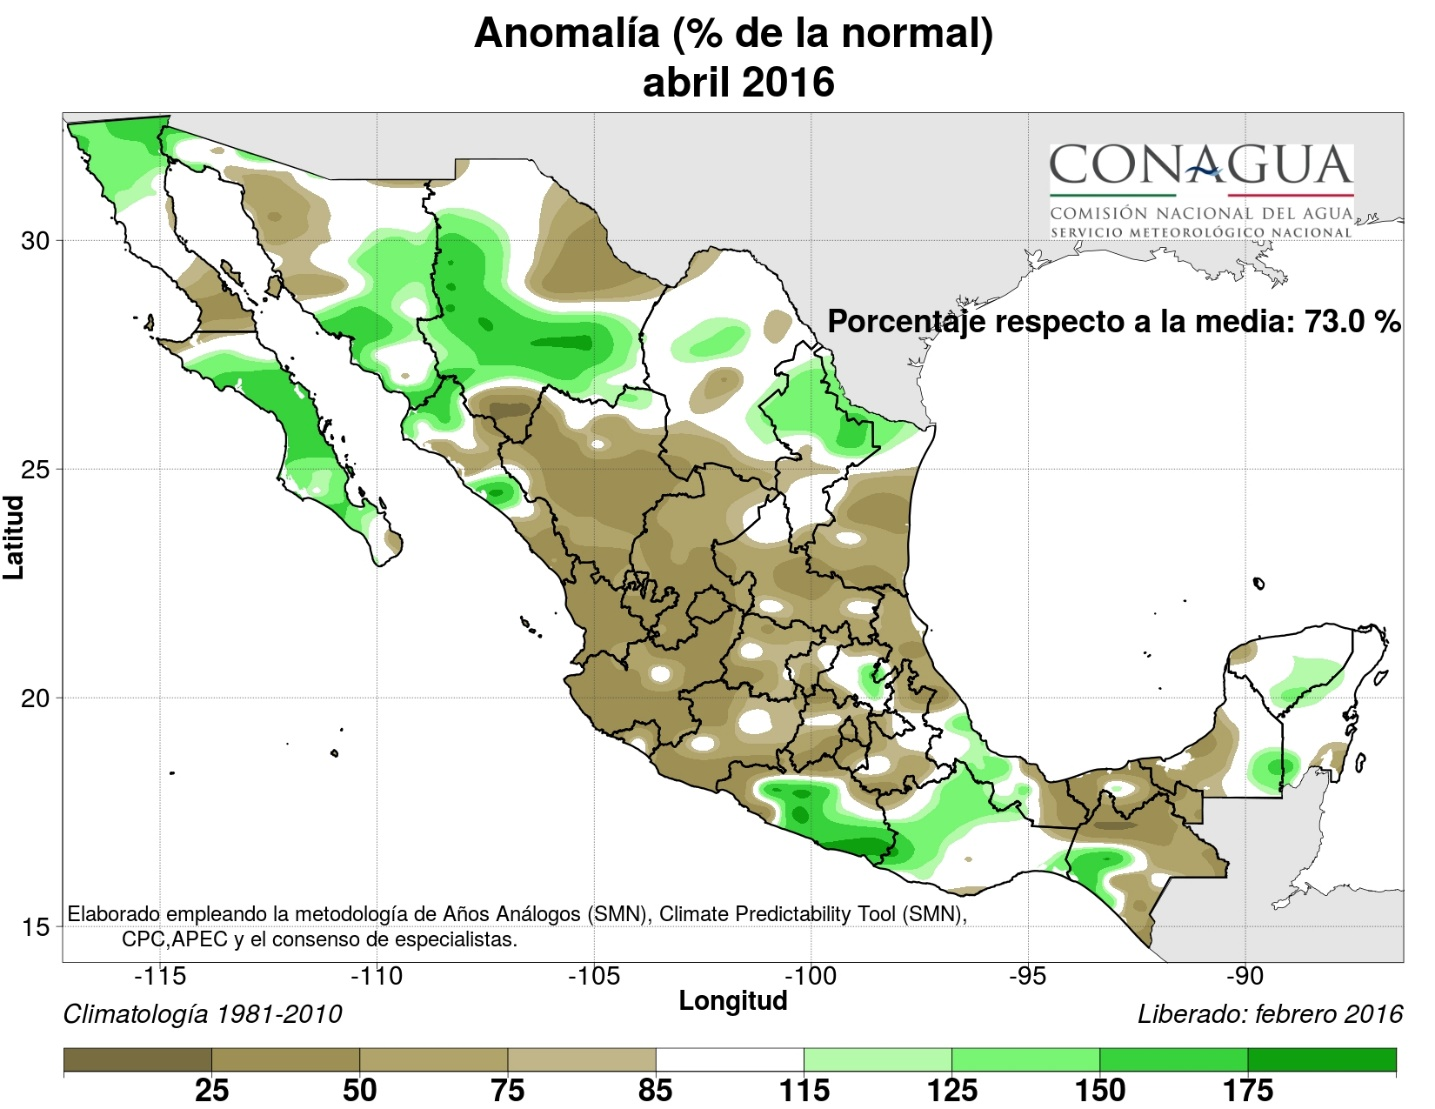 Anomalía (% de la normal)
abril 2016
CONAGUA
COMISIÓN NACIONAL DEL AGUA
SERVICIO METEOROLÓGICO NACIONAL
Porcentaje respecto a la media: 73.0 %
30
25
20
15
Latitud
Elaborado empleando la metodología de Años Análogos (SMN), Climate Predictability Tool (SMN),
CPC,APEC y el consenso de especialistas.
-115 -110 -105 -100 -95 -90
Longitud
Climatología 1981-2010
Liberado: febrero 2016
25 50 75 85 115 125 150 175